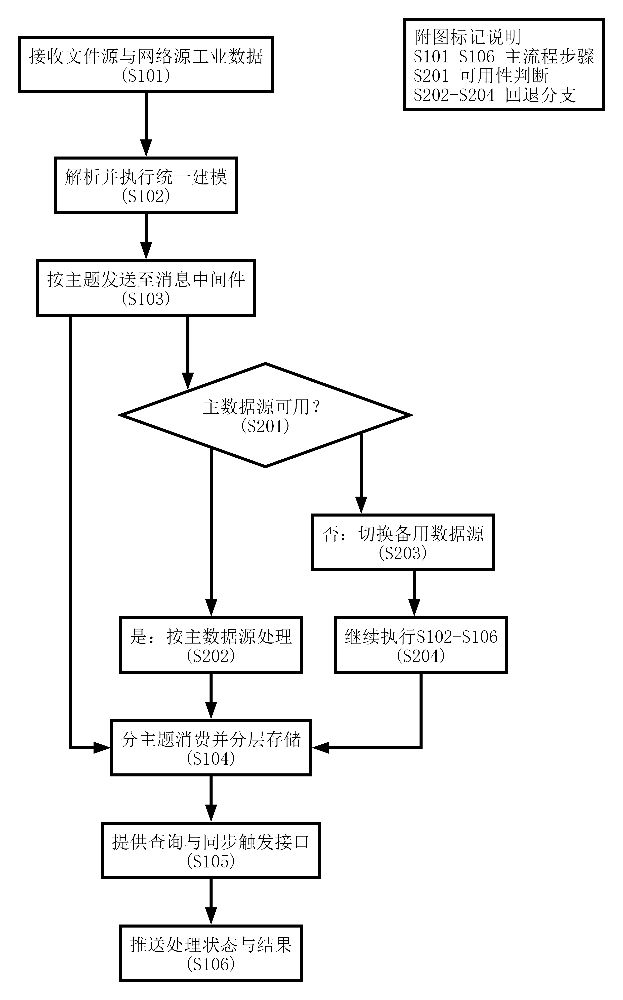 接收文件源与网络源工业数据
(S101)
附图标记说明
S101-S106 主流程步骤
S201 可用性判断
S202-S204 回退分支
解析并执行统一建模
(S102)
按主题发送至消息中间件
(S103)
主数据源可用?
(S201)
否: 切换备用数据源
(S203)
是: 按主数据源处理
(S202)
继续执行S102-S106
(S204)
分主题消费并分层存储
(S104)
提供查询与同步触发接口
(S105)
推送处理状态与结果
(S106)